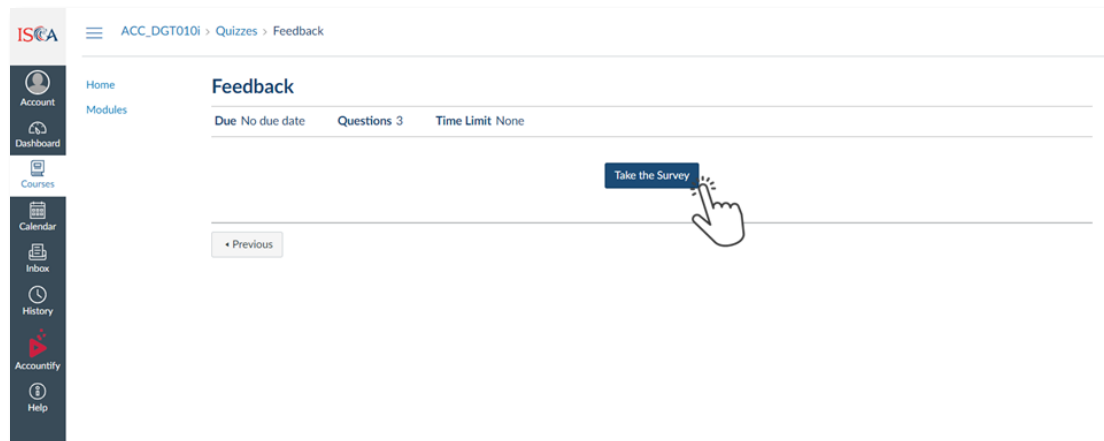 ISCA
ACC_DGT010i > Quizzes > Feedback
Account
Dashboard
Courses
Calendar
Inbox
History
Accountify
Help
Home
Modules
Feedback
Due No due date Questions 3 Time Limit None
Take the Survey
◂ Previous